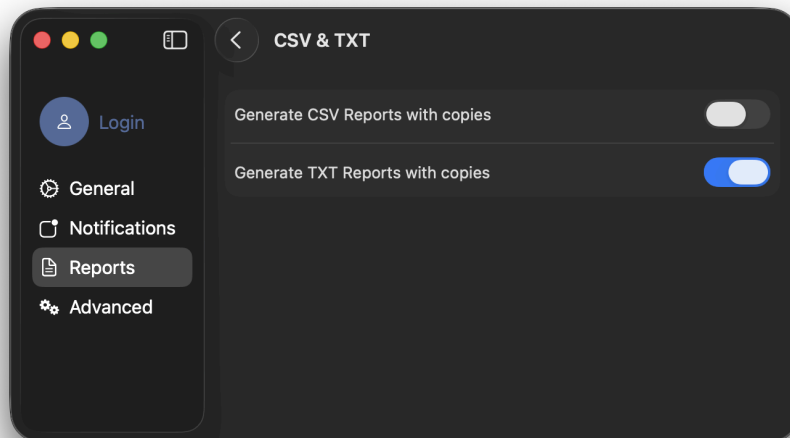 CSV & TXT
Login
General
Notifications
Reports
Advanced
Generate CSV Reports with copies
Generate TXT Reports with copies